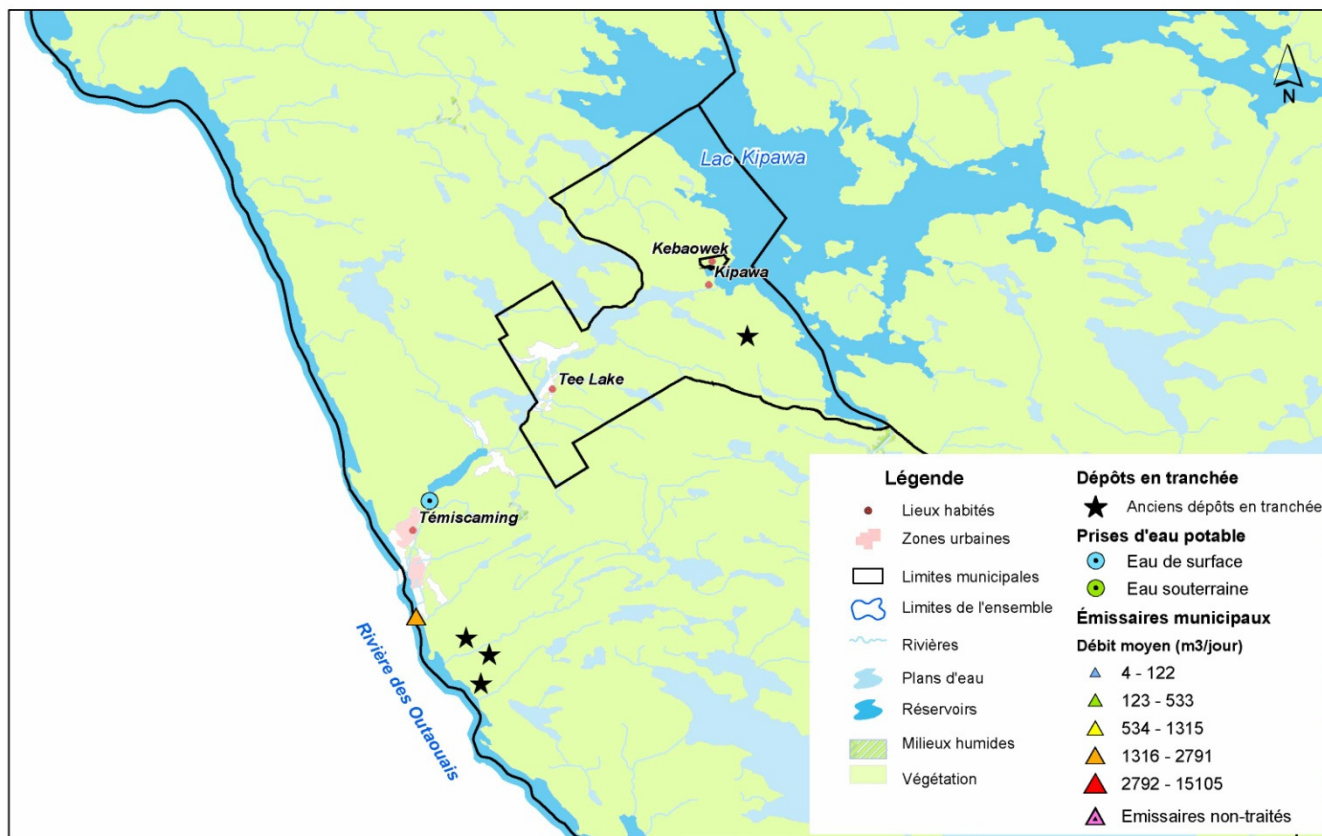 N
Lac Kipawa
Kebaowek
Kipawa
Tee Lake
Témiscaming
Rivière des Outaouais
Légende
Lieux habités
Zones urbaines
Limites municipales
Limites de l'ensemble
Rivières
Plans d'eau
Réservoirs
Milieux humides
Végétation
Dépôts en tranchée
Anciens dépôts en tranchée
Prises d'eau potable
Eau de surface
Eau souterraine
Émissaires municipaux
Débit moyen (m3/jour)
4 - 122
123 - 533
534 - 1315
1316 - 2791
2792 - 15105
Emissaires non-traités